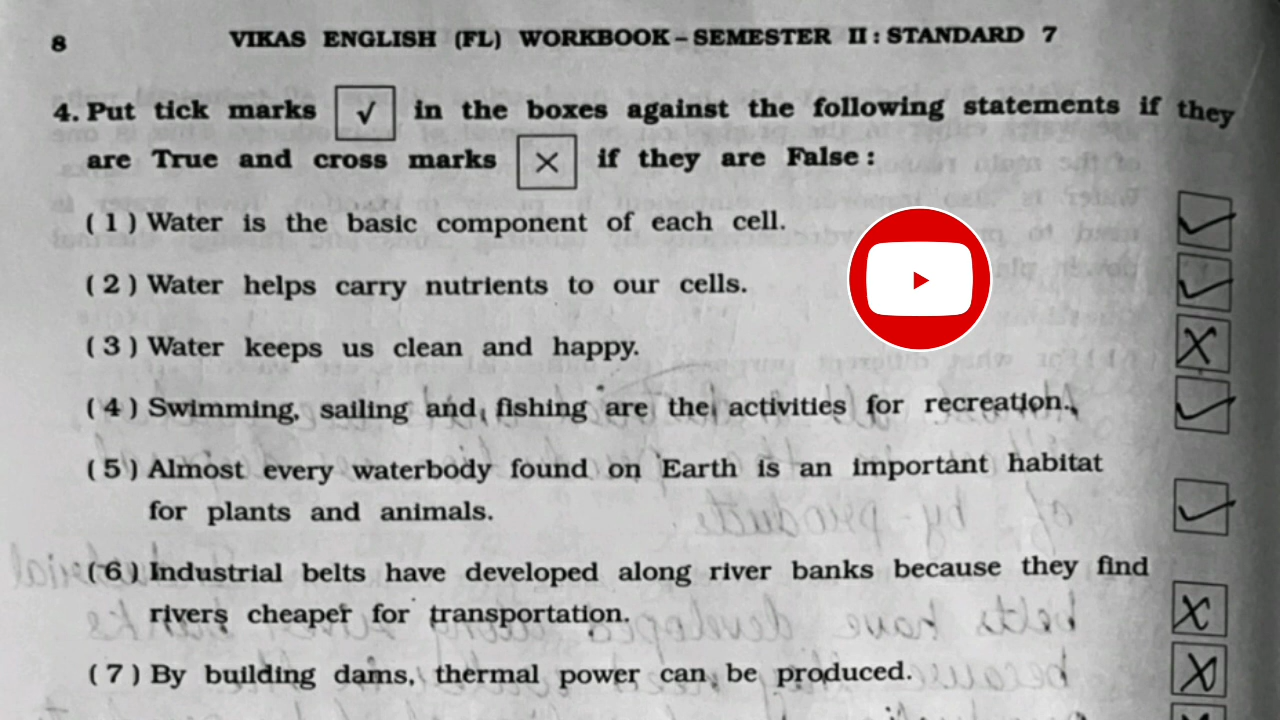 8 VIKAS ENGLISH (FL) WORKBOOK – SEMESTER II : STANDARD 7
4. Put tick marks ✓ in the boxes against the following statements if they
are True and cross marks × if they are False :
( 1 ) Water is the basic component of each cell. ✓
( 2 ) Water helps carry nutrients to our cells. ✓
( 3 ) Water keeps us clean and happy. X
( 4 ) Swimming, sailing and fishing are the activities for recreation. ✓
( 5 ) Almost every waterbody found on Earth is an important habitat
for plants and animals. ✓
( 6 ) Industrial belts have developed along river banks because they find
rivers cheaper for transportation. X
( 7 ) By building dams, thermal power can be produced. X